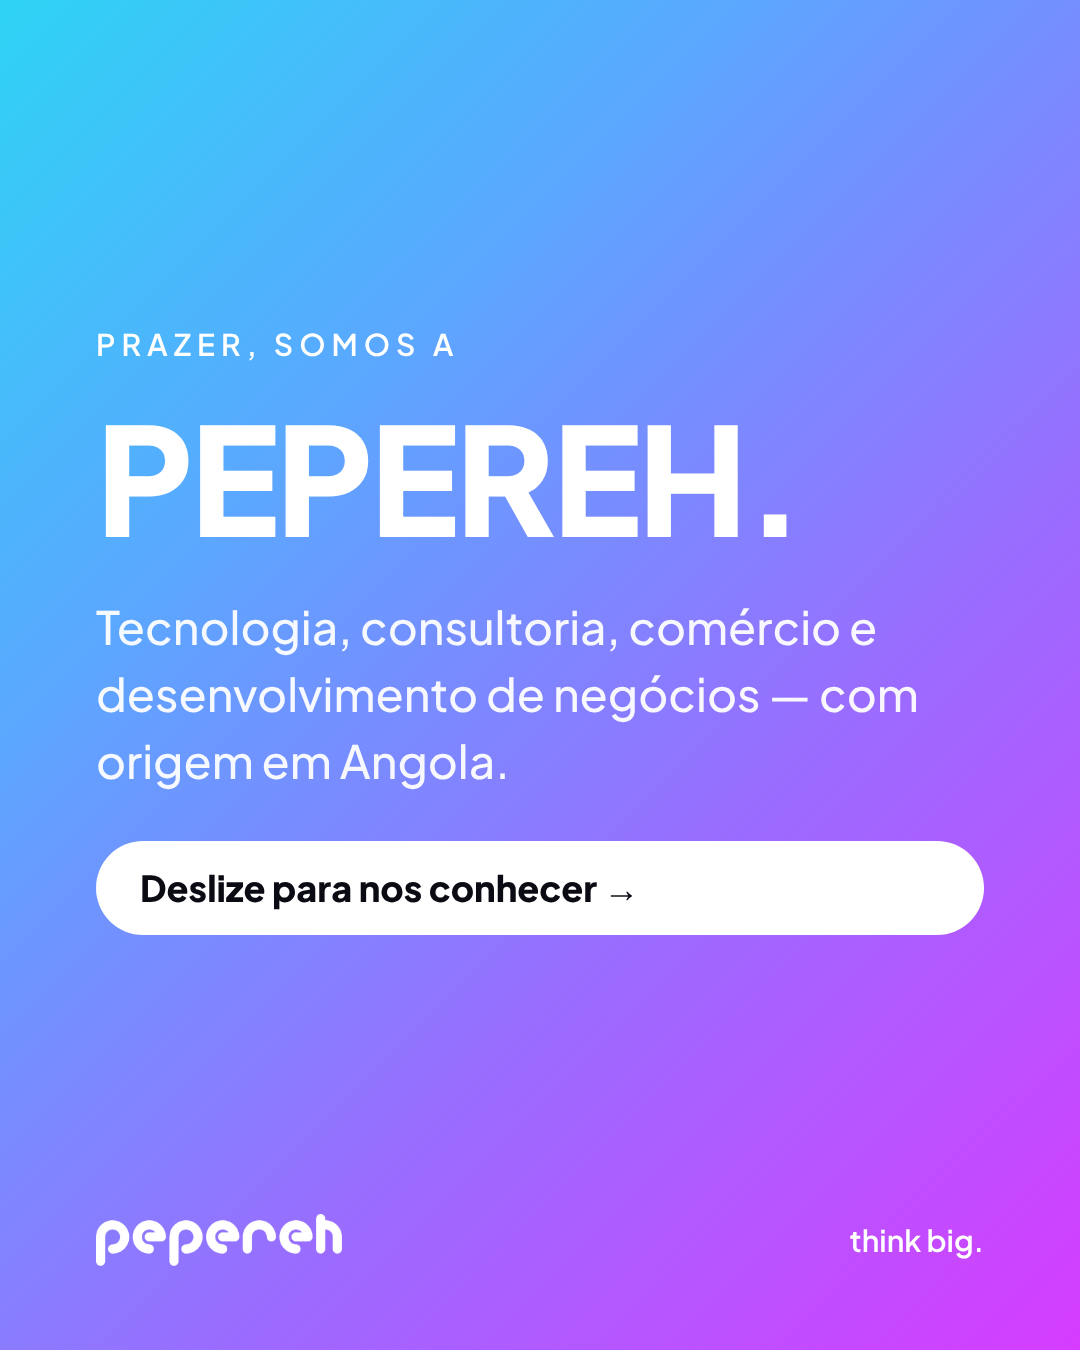 PRAZER, SOMOS A
PEPEREH.
Tecnologia, consultoria, comércio e
desenvolvimento de negócios — com
origem em Angola.
Deslize para nos conhecer →
pepereh
think big.